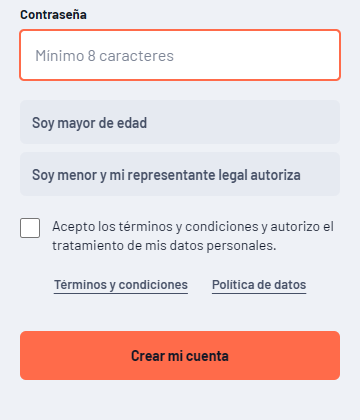 Contraseña
Mínimo 8 caracteres
Soy mayor de edad
Soy menor y mi representante legal autoriza
Acepto los términos y condiciones y autorizo el
tratamiento de mis datos personales.
Términos y condiciones Política de datos
Crear mi cuenta